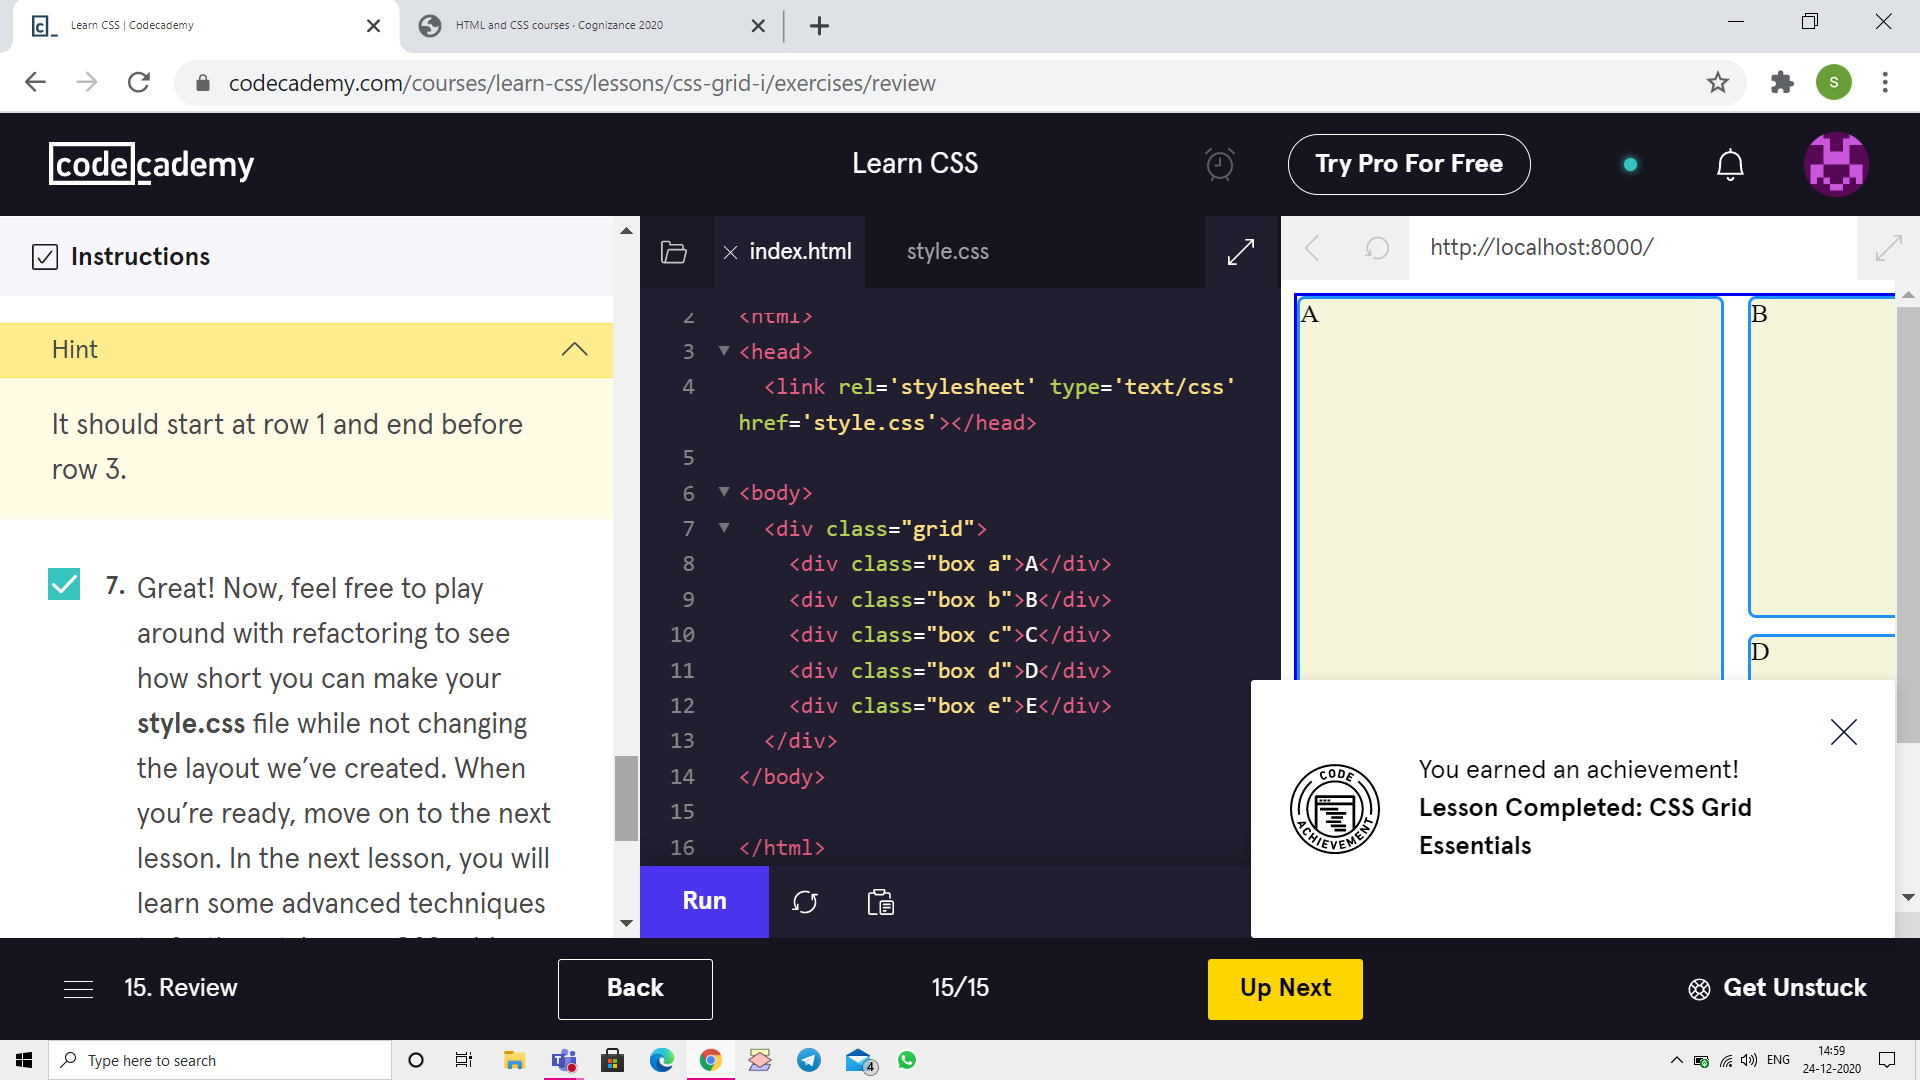 Learn CSS | Codecademy
HTML and CSS courses · Cognizance 2020
codecademy.com/courses/learn-css/lessons/css-grid-i/exercises/review
S
codecademy
Learn CSS
Try Pro For Free
Instructions
Hint
It should start at row 1 and end before
row 3.
7. Great! Now, feel free to play
around with refactoring to see
how short you can make your
style.css file while not changing
the layout we’ve created. When
you’re ready, move on to the next
lesson. In the next lesson, you will
learn some advanced techniques
index.html
style.css
2 <html>
3 <head>
4 <link rel='stylesheet' type='text/css'
href='style.css'></head>
5
6 <body>
7 <div class="grid">
8 <div class="box a">A</div>
9 <div class="box b">B</div>
10 <div class="box c">C</div>
11 <div class="box d">D</div>
12 <div class="box e">E</div>
13 </div>
14 </body>
15
16 </html>
Run
http://localhost:8000/
A
B
D
CODE
ACHIEVEMENT
You earned an achievement!
Lesson Completed: CSS Grid
Essentials
15. Review
Back
15/15
Up Next
Get Unstuck
Type here to search
4
ENG
14:59
24-12-2020